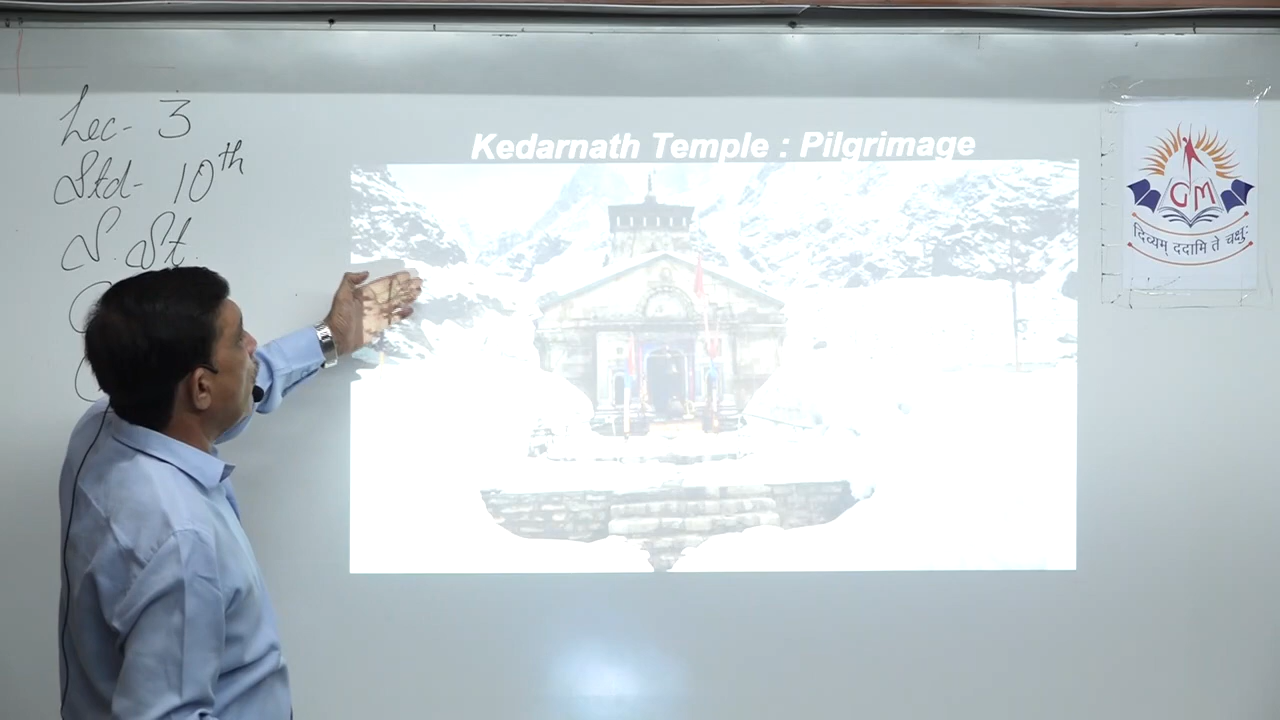 Lec- 3
Std- 10th
S. St.
Kedarnath Temple : Pilgrimage
GM
दिव्यम् ददामि ते चक्षुः